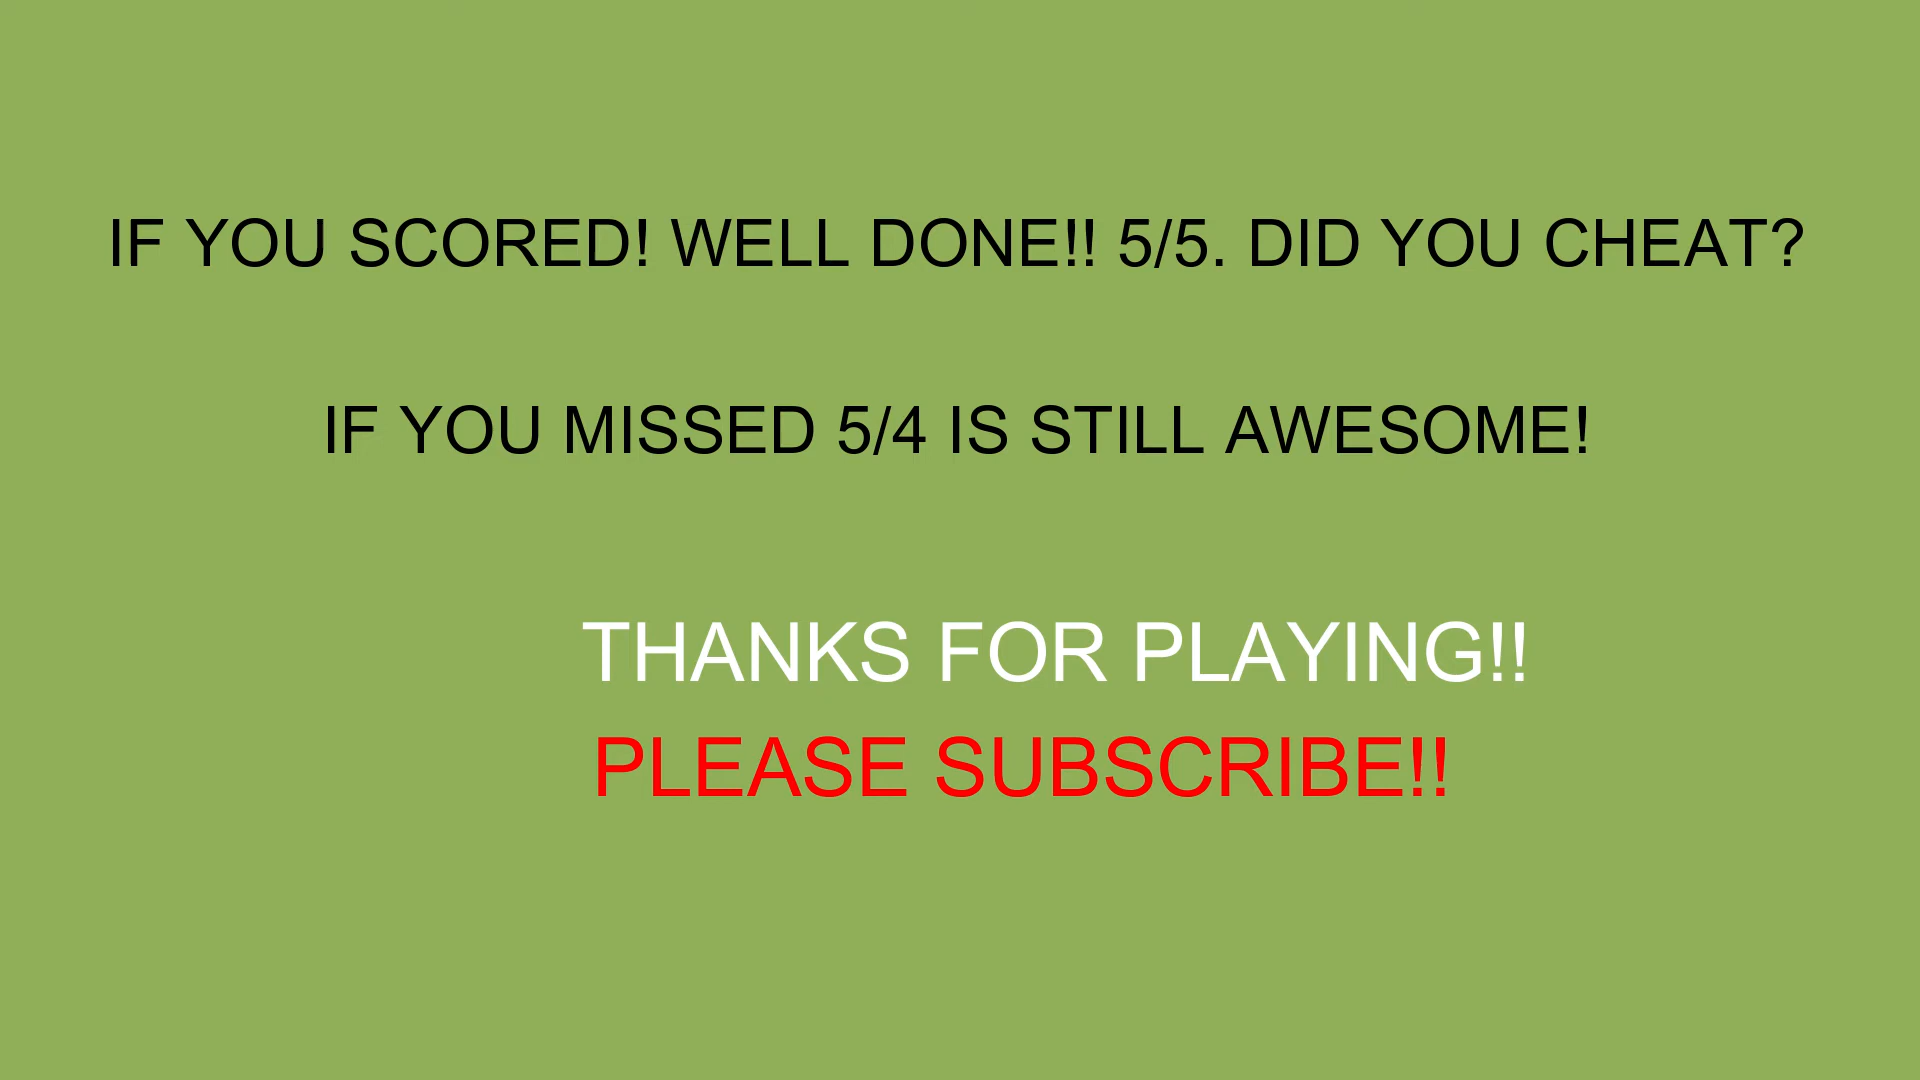 IF YOU SCORED! WELL DONE!! 5/5. DID YOU CHEAT?
IF YOU MISSED 5/4 IS STILL AWESOME!
THANKS FOR PLAYING!!
PLEASE SUBSCRIBE!!